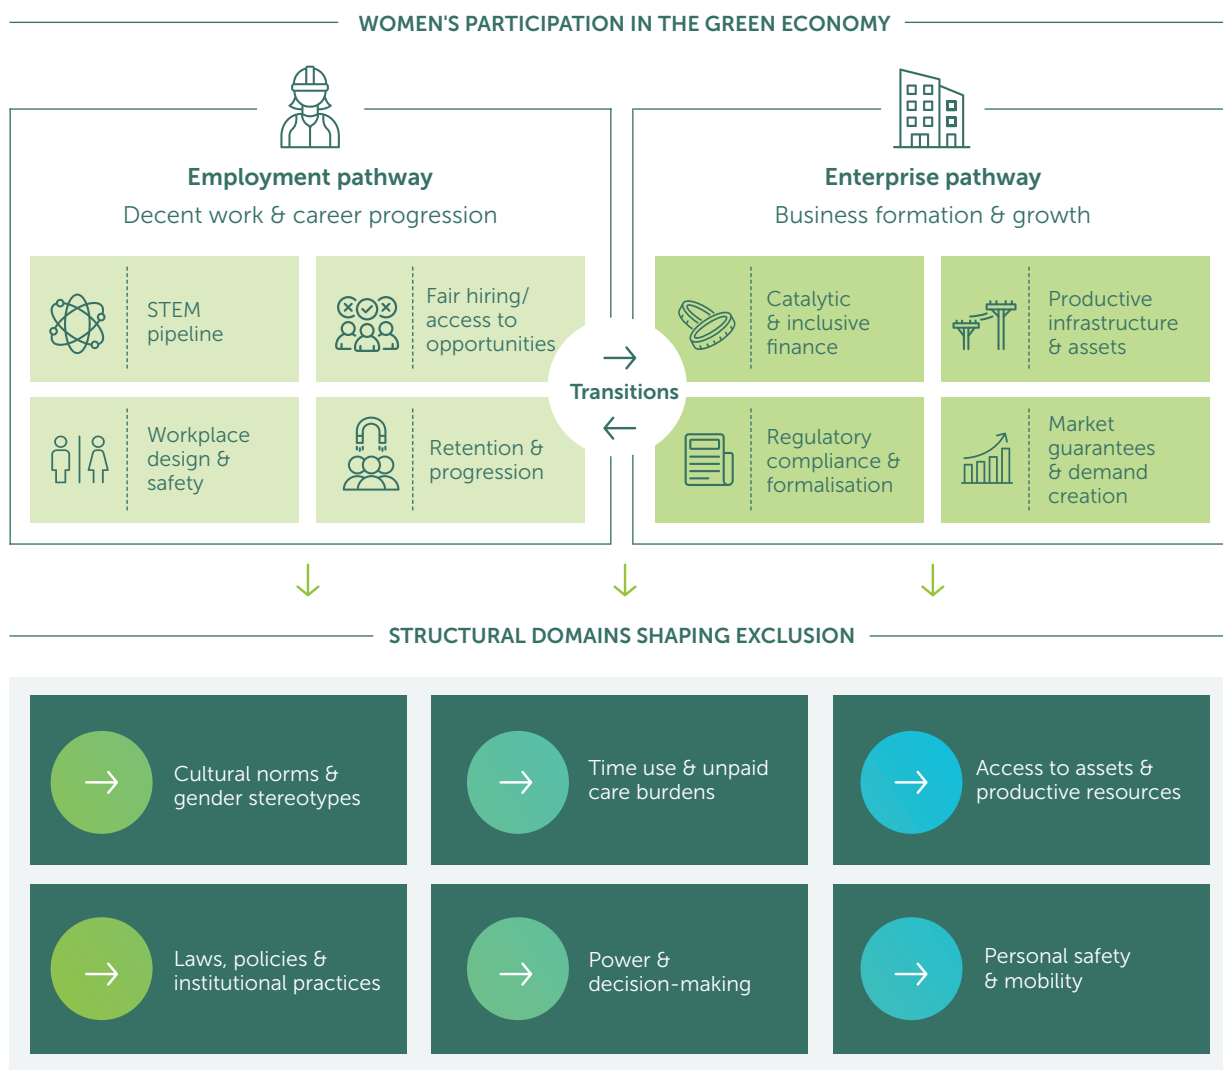 WOMEN'S PARTICIPATION IN THE GREEN ECONOMY
Employment pathway
Decent work & career progression
STEM
pipeline
Fair hiring/
access to
opportunities
Workplace
design &
safety
Retention &
progression
Transitions
Enterprise pathway
Business formation & growth
Catalytic
& inclusive
finance
Productive
infrastructure
& assets
Regulatory
compliance &
formalisation
Market
guarantees
& demand
creation
STRUCTURAL DOMAINS SHAPING EXCLUSION
Cultural norms &
gender stereotypes
Time use & unpaid
care burdens
Access to assets &
productive resources
Laws, policies &
institutional practices
Power &
decision-making
Personal safety
& mobility